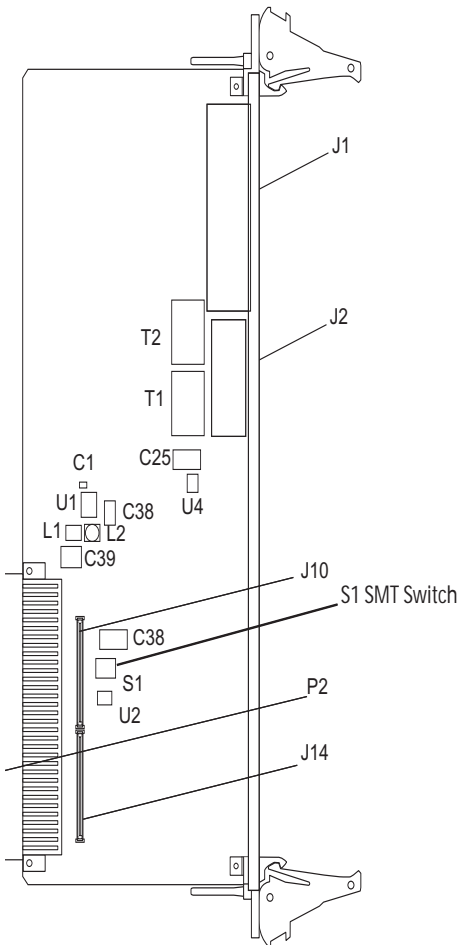 J1
J2
T2
T1
C25
C1
U1
C38
U4
L1
L2
C39
J10
S1 SMT Switch
C38
S1
P2
U2
J14